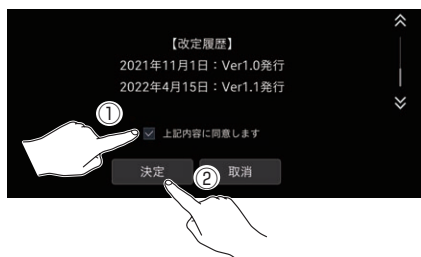 【改定履歴】
2021年11月1日：Ver1.0発行
2022年4月15日：Ver1.1発行
①
上記内容に同意します
決定
②
取消